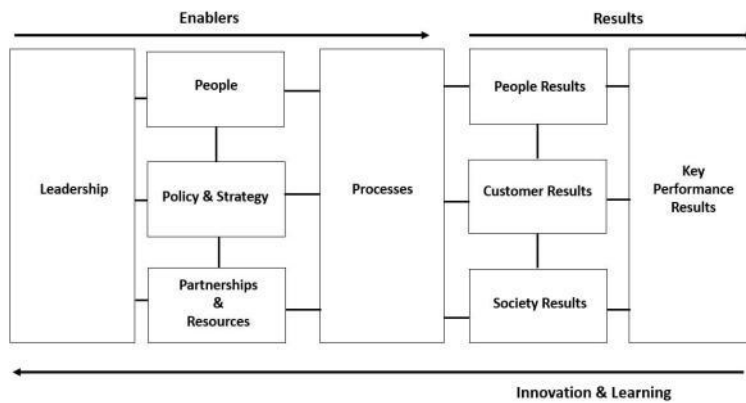 Enablers
Results
Leadership
People
Policy & Strategy
Partnerships
&
Resources
Processes
People Results
Customer Results
Society Results
Key
Performance
Results
Innovation & Learning